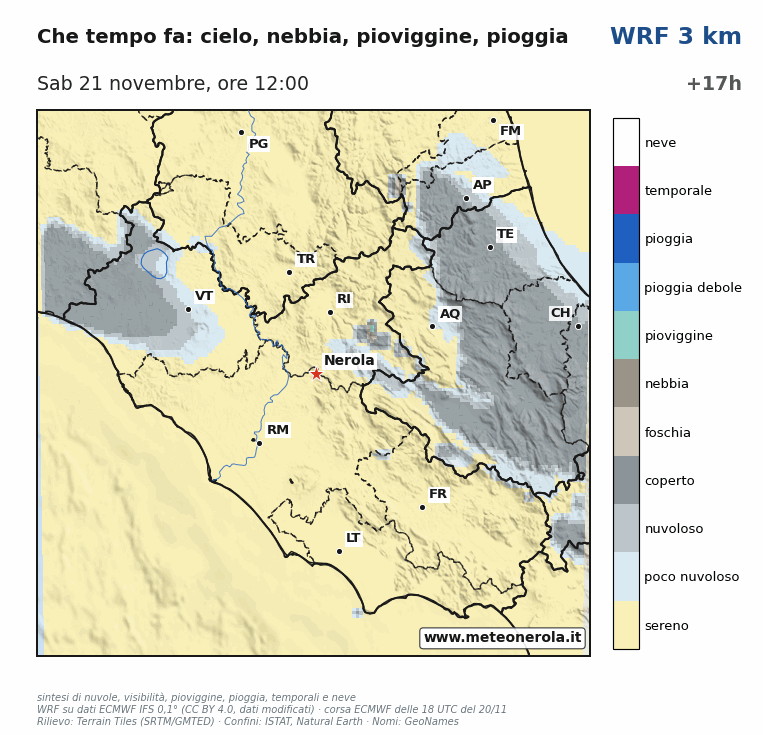 Che tempo fa: cielo, nebbia, pioviggine, pioggia
WRF 3 km
Sab 21 novembre, ore 12:00
+17h
FM
PG
AP
TE
TR
VT
RI
AQ
CH
Nerola
RM
FR
LT
www.meteonerola.it
neve
temporale
pioggia
pioggia debole
pioviggine
nebbia
foschia
coperto
nuvoloso
poco nuvoloso
sereno
sintesi di nuvole, visibilità, pioviggine, pioggia, temporali e neve
WRF su dati ECMWF IFS 0,1° (CC BY 4.0, dati modificati) · corsa ECMWF delle 18 UTC del 20/11
Rilievo: Terrain Tiles (SRTM/GMTED) · Confini: ISTAT, Natural Earth · Nomi: GeoNames